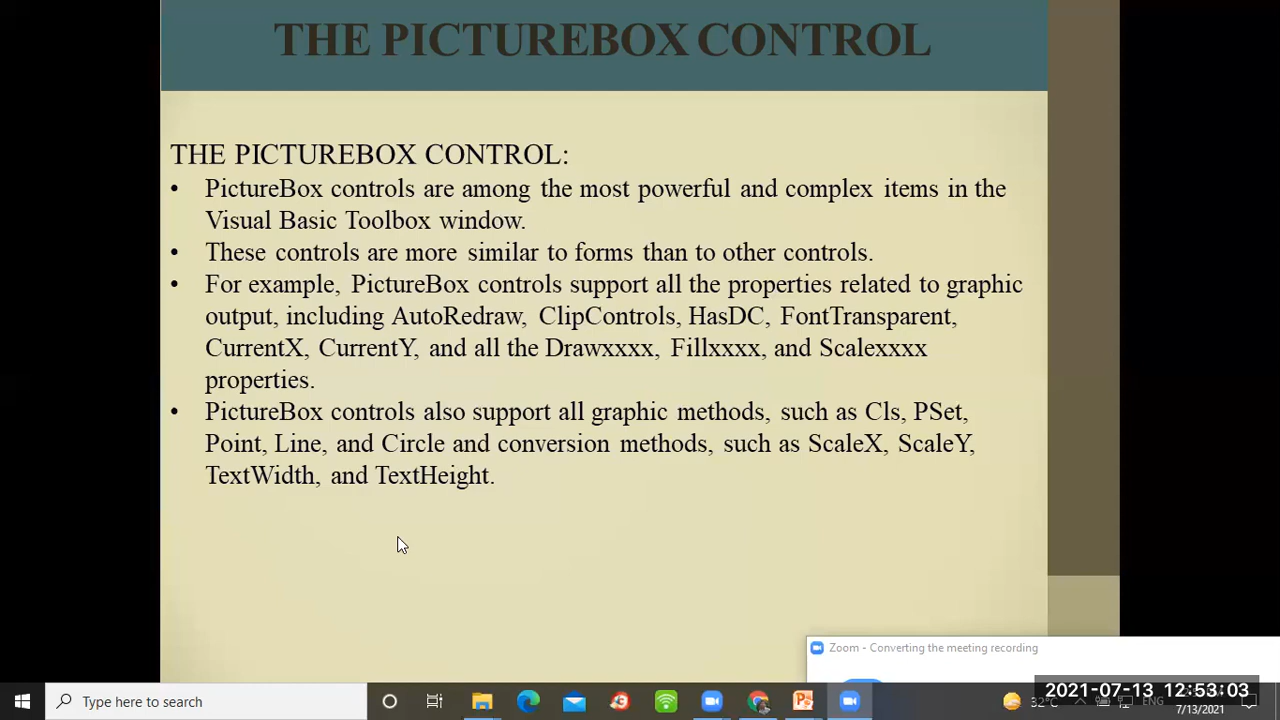 THE PICTUREBOX CONTROL
THE PICTUREBOX CONTROL:
• PictureBox controls are among the most powerful and complex items in the
Visual Basic Toolbox window.
• These controls are more similar to forms than to other controls.
• For example, PictureBox controls support all the properties related to graphic
output, including AutoRedraw, ClipControls, HasDC, FontTransparent,
CurrentX, CurrentY, and all the Drawxxxx, Fillxxxx, and Scalexxxx
properties.
• PictureBox controls also support all graphic methods, such as Cls, PSet,
Point, Line, and Circle and conversion methods, such as ScaleX, ScaleY,
TextWidth, and TextHeight.
Zoom - Converting the meeting recording
2021-07-13 12:53:03
Type here to search
32°C
ENG
7/13/2021